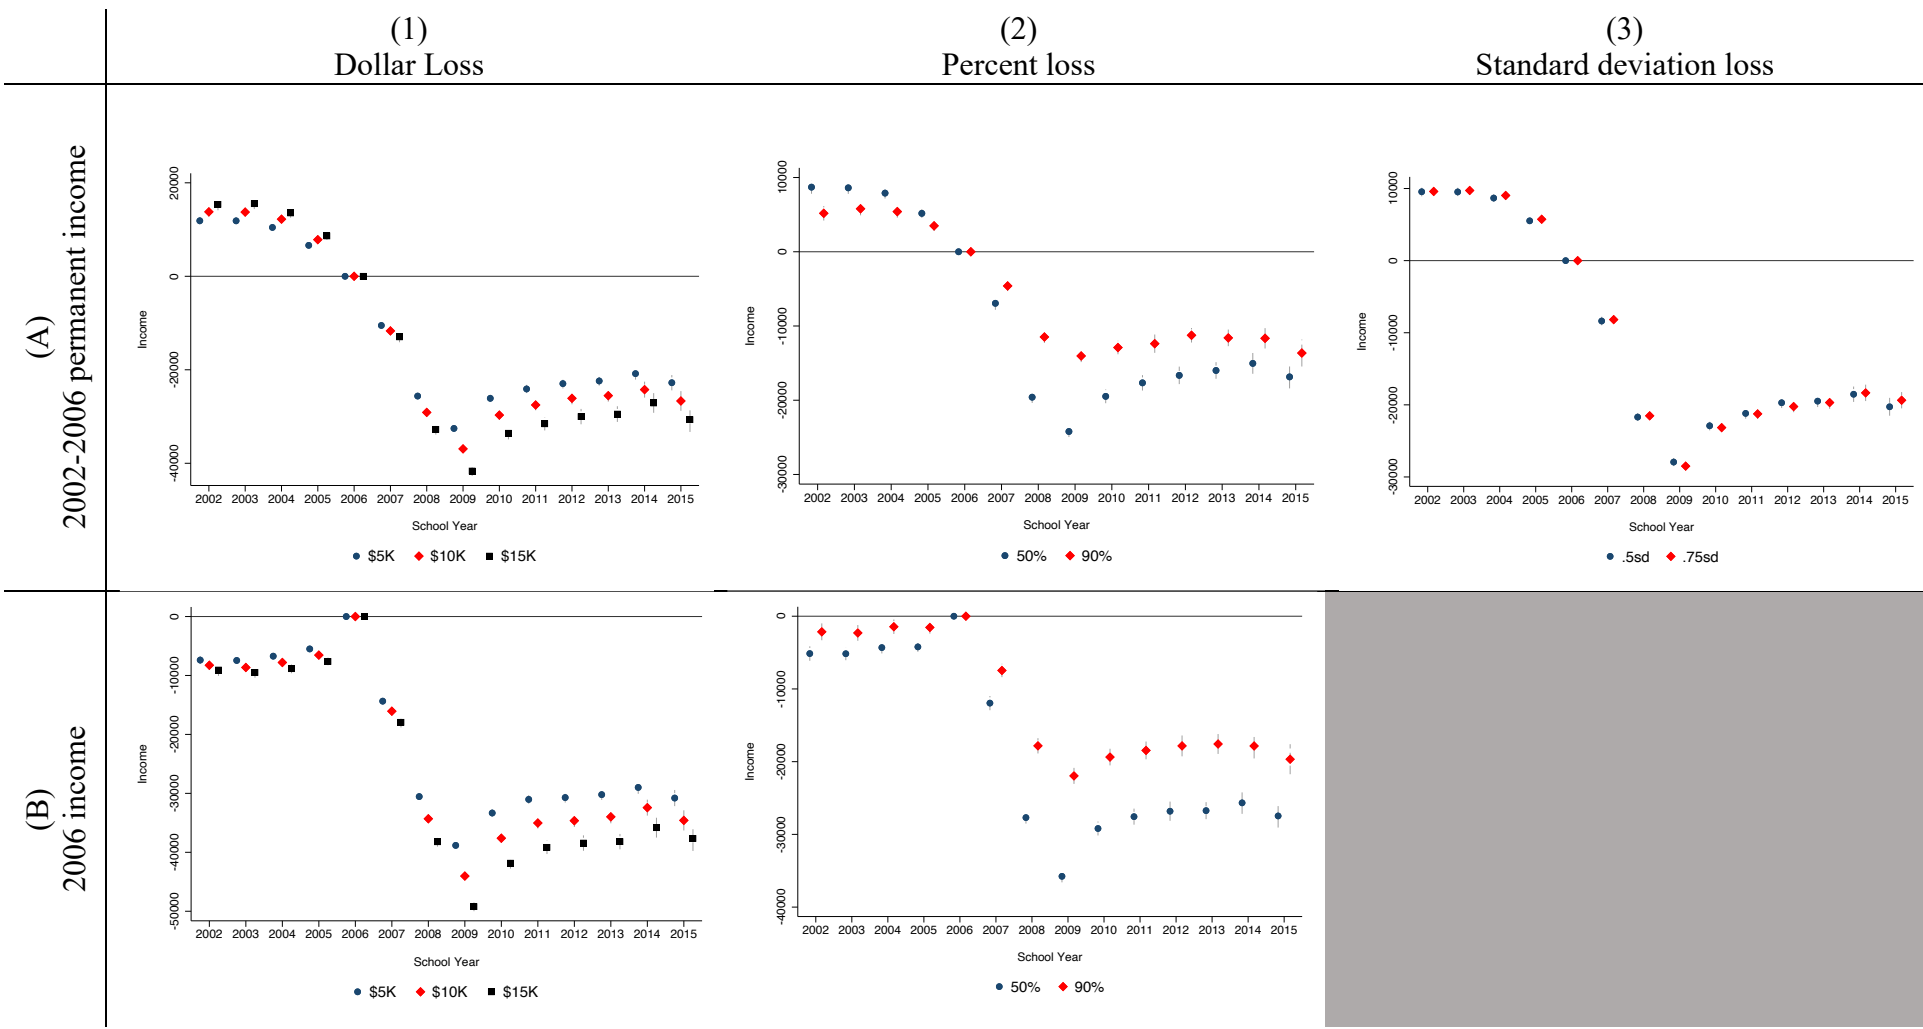 (1)
Dollar Loss
(2)
Percent loss
(3)
Standard deviation loss
(A)
2002-2006 permanent income
20000
0
-20000
-40000
Income
2002 2003 2004 2005 2006 2007 2008 2009 2010 2011 2012 2013 2014 2015
School Year
$5K $10K $15K
10000
0
-10000
-20000
-30000
Income
2002 2003 2004 2005 2006 2007 2008 2009 2010 2011 2012 2013 2014 2015
School Year
50% 90%
10000
0
-10000
-20000
-30000
Income
2002 2003 2004 2005 2006 2007 2008 2009 2010 2011 2012 2013 2014 2015
School Year
.5sd .75sd
(B)
2006 income
0
-10000
-20000
-30000
-40000
-50000
Income
2002 2003 2004 2005 2006 2007 2008 2009 2010 2011 2012 2013 2014 2015
School Year
$5K $10K $15K
0
-10000
-20000
-30000
-40000
Income
2002 2003 2004 2005 2006 2007 2008 2009 2010 2011 2012 2013 2014 2015
School Year
50% 90%